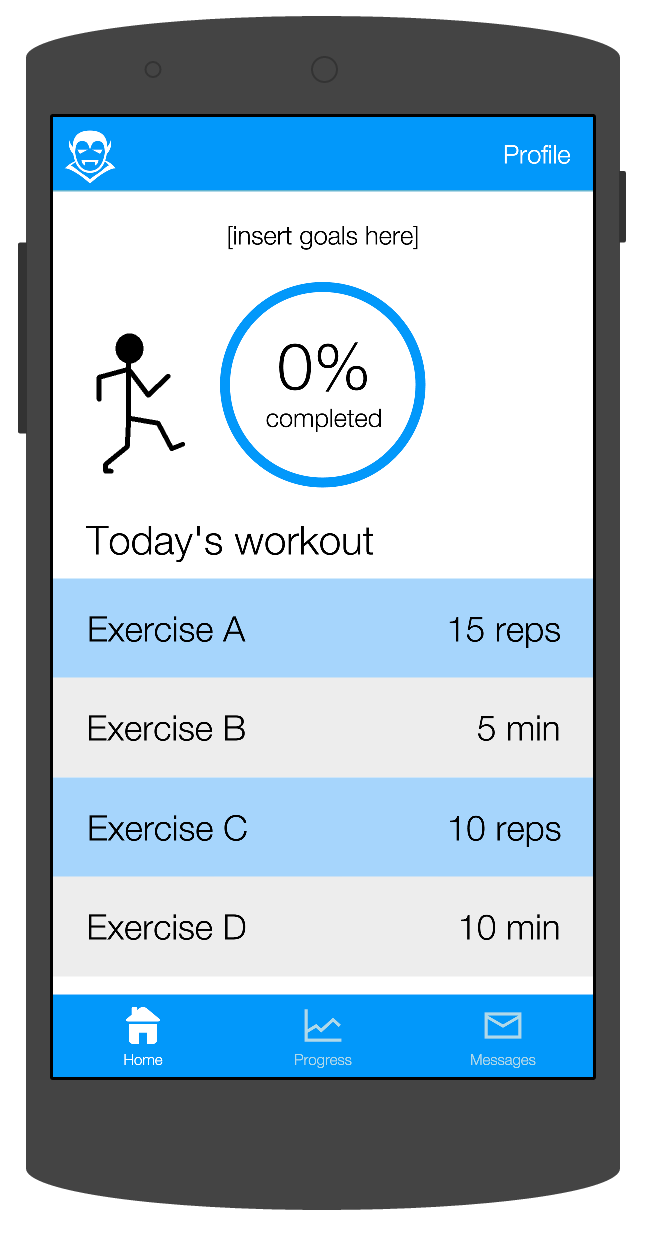 Profile
[insert goals here]
0%
completed
Today's workout
Exercise A 15 reps
Exercise B 5 min
Exercise C 10 reps
Exercise D 10 min
Home Progress Messages